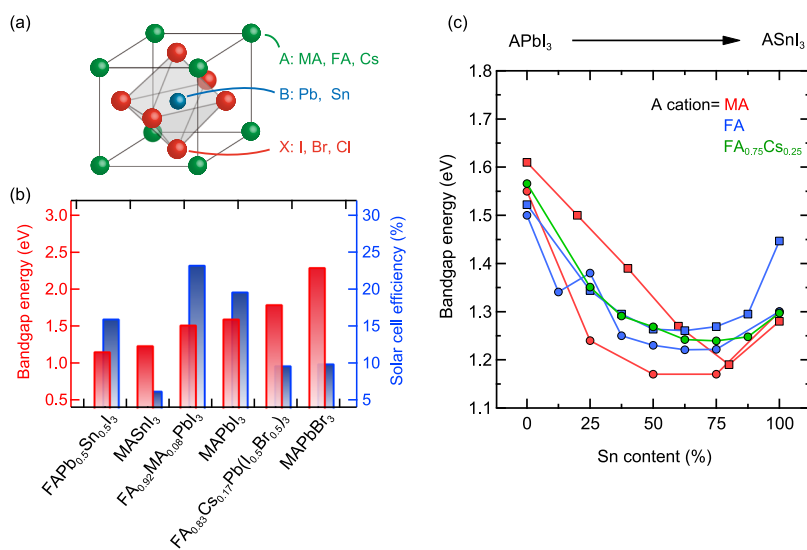 (a)
A: MA, FA, Cs
B: Pb, Sn
X: I, Br, Cl
(b)
Bandgap energy (eV)
3.0
2.5
2.0
1.5
1.0
0.5
30
25
20
15
10
5
Solar cell efficiency (%)
FAPb₀.₅Sn₀.₅I₃
MASnI₃
FA₀.₉₂MA₀.₀₈PbI₃
MAPbI₃
FA₀.₈₃Cs₀.₁₇Pb(I₀.₅Br₀.₅)₃
MAPbBr₃
(c)
APbI₃
ASnI₃
A cation= MA
FA
FA₀.₇₅Cs₀.₂₅
Bandgap energy (eV)
1.8
1.7
1.6
1.5
1.4
1.3
1.2
1.1
0
25
50
75
100
Sn content (%)